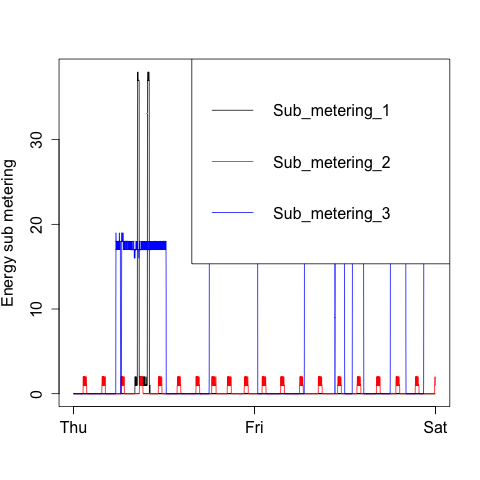 Energy sub metering
30
20
10
0
Sub_metering_1
Sub_metering_2
Sub_metering_3
Thu
Fri
Sat